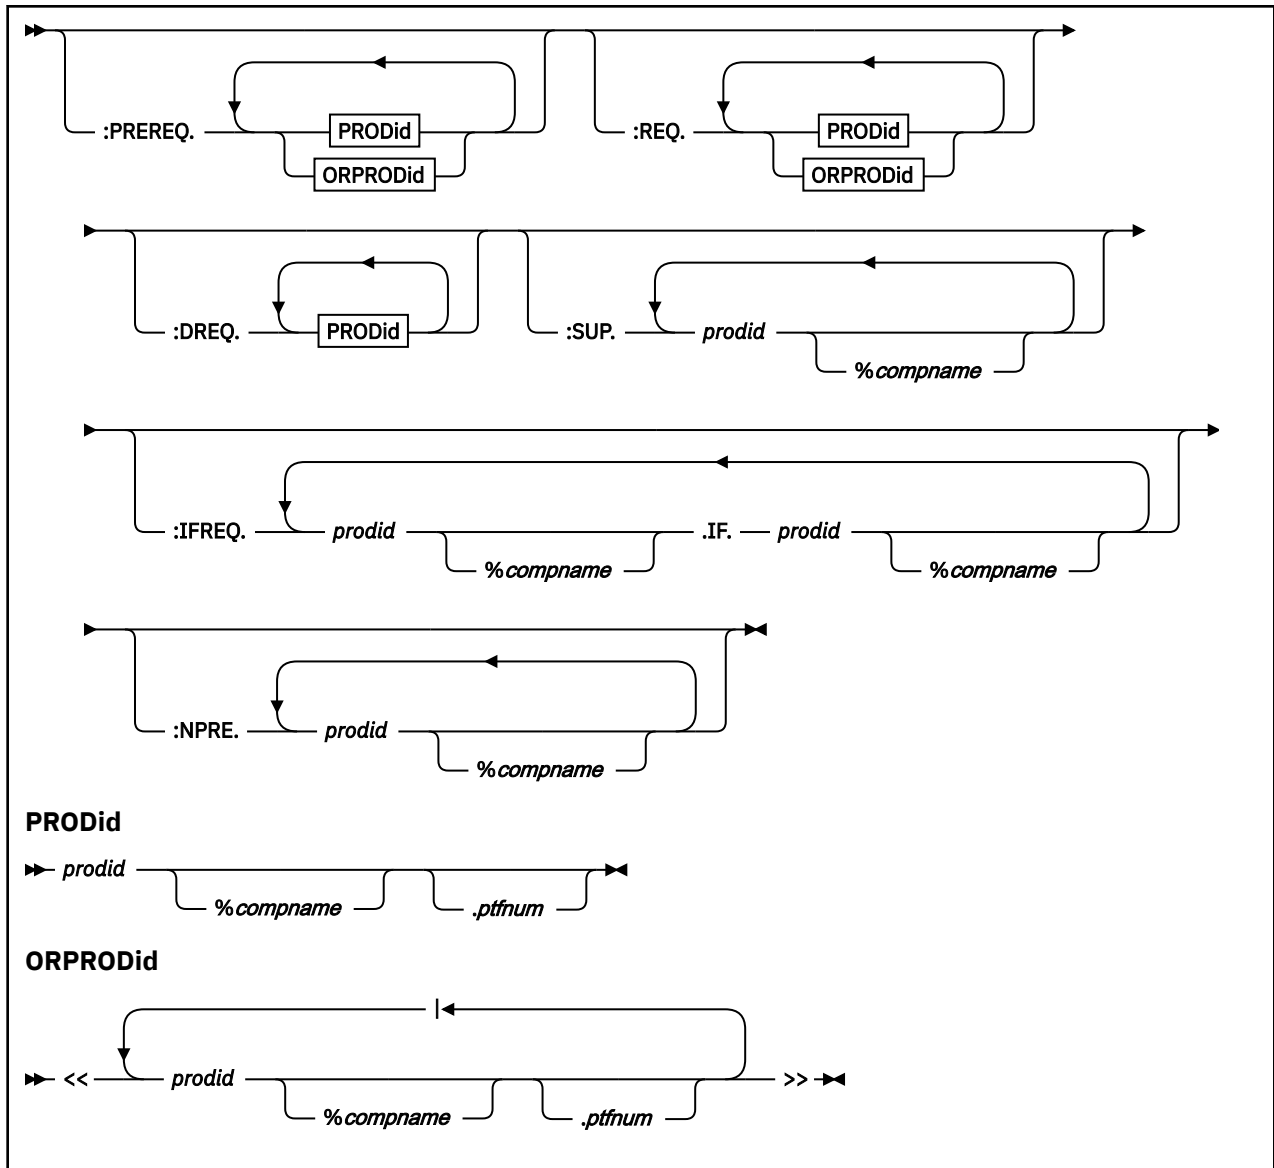 :PREREQ. PRODid :REQ. PRODid
ORPRODid ORPRODid
:DREQ. PRODid :SUP. prodid
%compname
:IFREQ. prodid .IF. prodid
%compname %compname
:NPRE. prodid
%compname
PRODid
prodid
%compname .ptfnum
ORPRODid
|
<< prodid >>
%compname .ptfnum